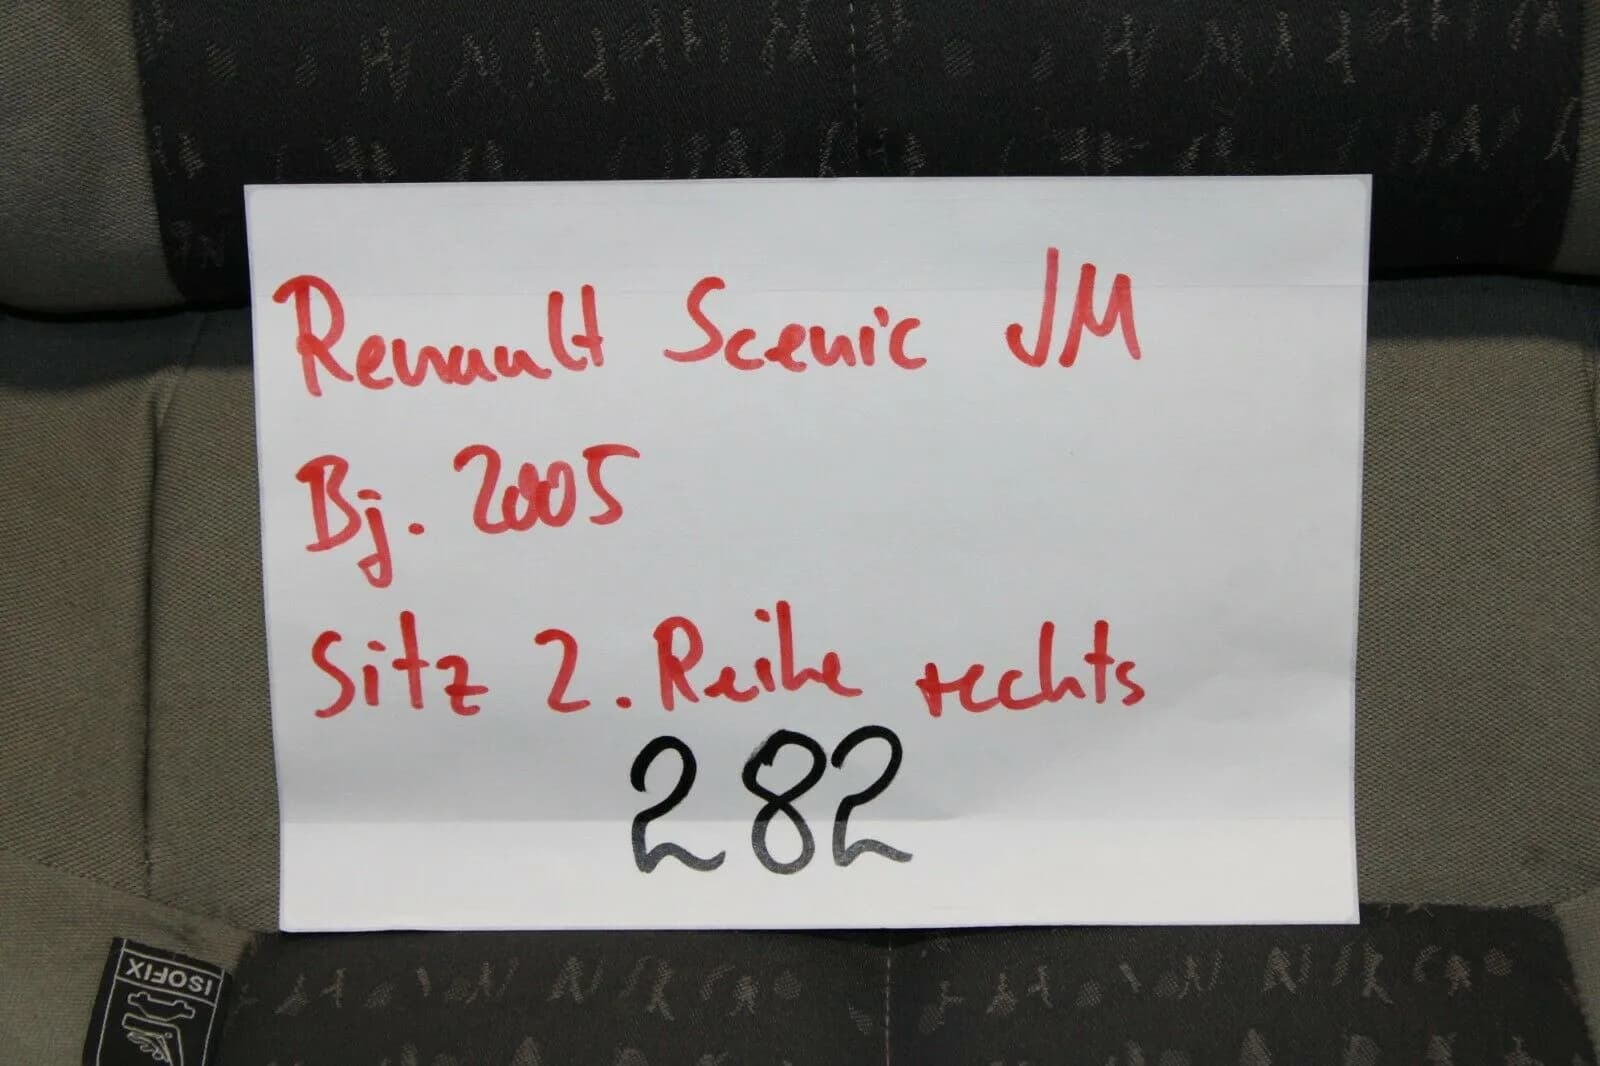 Renault Scenic JM
Bj. 2005
Sitz 2. Reihe rechts
282
ISOFIX